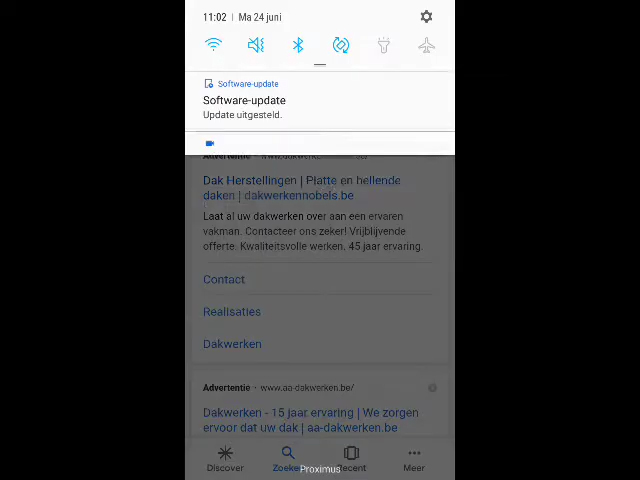 11:02 | Ma 24 juni
Software-update
Software-update
Update uitgesteld.
Advertentie
Dak Herstellingen | Platte en hellende
daken | dakwerkennobels.be
Laat al uw dakwerken over aan een ervaren
vakman. Contacteer ons zeker! Vrijblijvende
offerte. Kwaliteitsvolle werken. 45 jaar ervaring.
Contact
Realisaties
Dakwerken
Advertentie · www.aa-dakwerken.be/
Dakwerken - 15 jaar ervaring | We zorgen
ervoor dat uw dak | aa-dakwerken.be
Discover Zoeken Recent Meer
Proximus